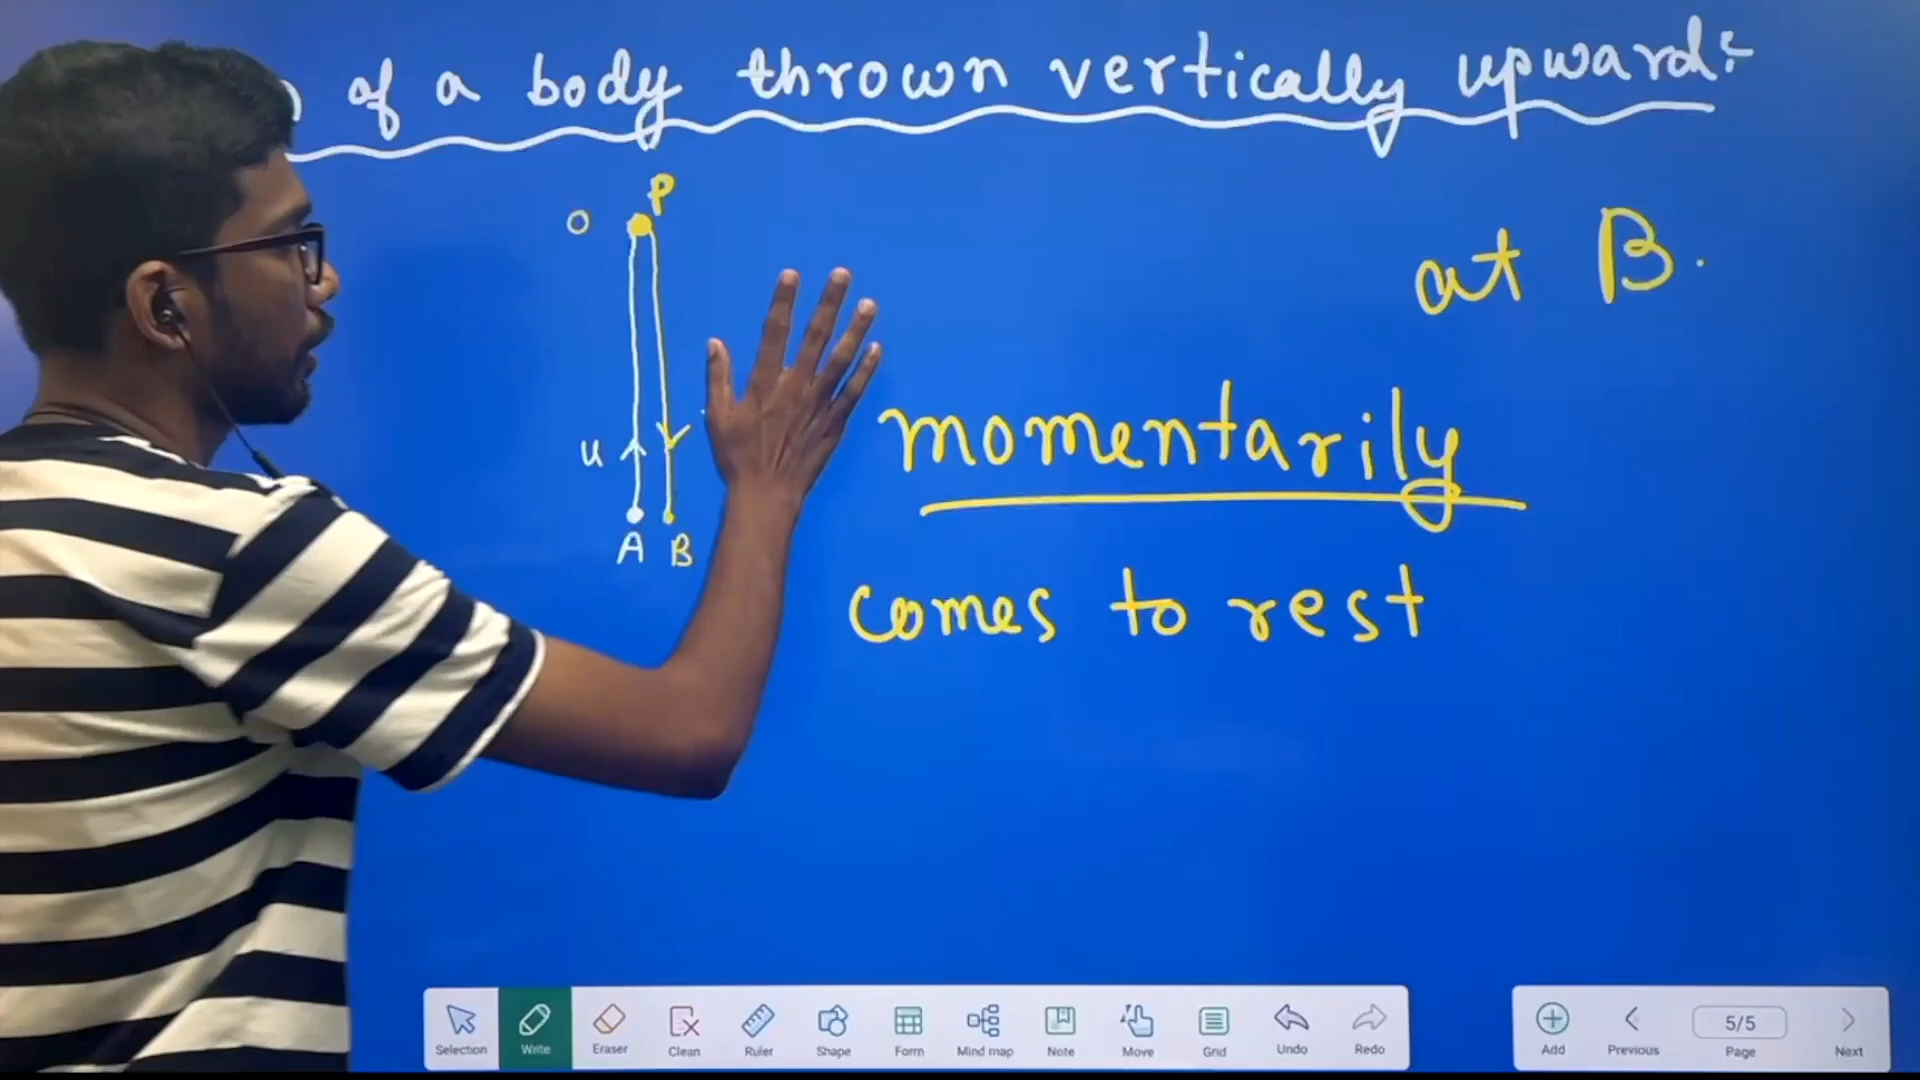 of a body thrown vertically upward:
P
O
at B.
momentarily
u
A B
comes to rest
Selection Write Eraser Clean Ruler Shape Form Mind map Note Move Grid Undo Redo
Add Previous 5/5 Page Next